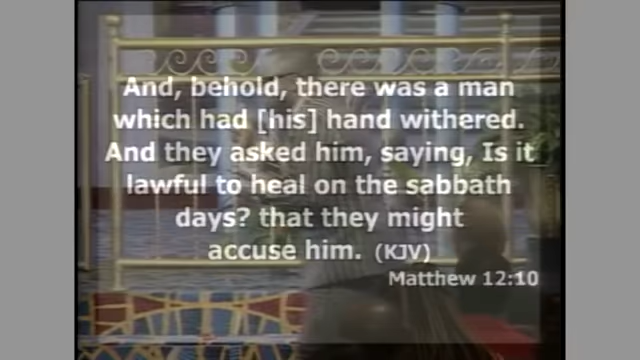 And, behold, there was a man
which had [his] hand withered.
And they asked him, saying, Is it
lawful to heal on the sabbath
days? that they might
accuse him. (KJV)
Matthew 12:10